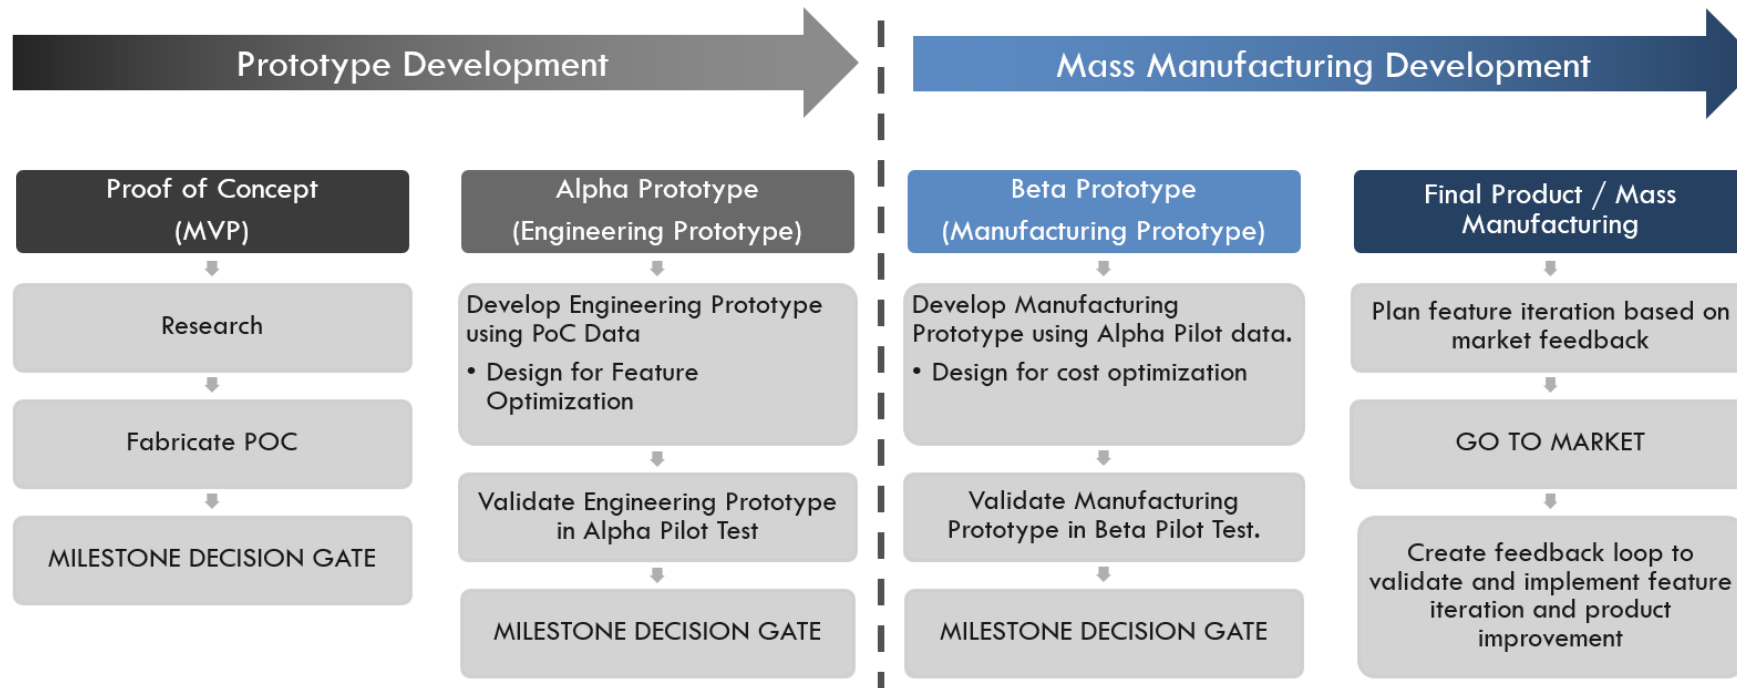 Prototype Development
Mass Manufacturing Development
Proof of Concept
(MVP)
Research
Fabricate POC
MILESTONE DECISION GATE
Alpha Prototype
(Engineering Prototype)
Develop Engineering Prototype
using PoC Data
• Design for Feature
Optimization
Validate Engineering Prototype
in Alpha Pilot Test
MILESTONE DECISION GATE
Beta Prototype
(Manufacturing Prototype)
Develop Manufacturing
Prototype using Alpha Pilot data.
• Design for cost optimization
Validate Manufacturing
Prototype in Beta Pilot Test.
MILESTONE DECISION GATE
Final Product / Mass
Manufacturing
Plan feature iteration based on
market feedback
GO TO MARKET
Create feedback loop to
validate and implement feature
iteration and product
improvement